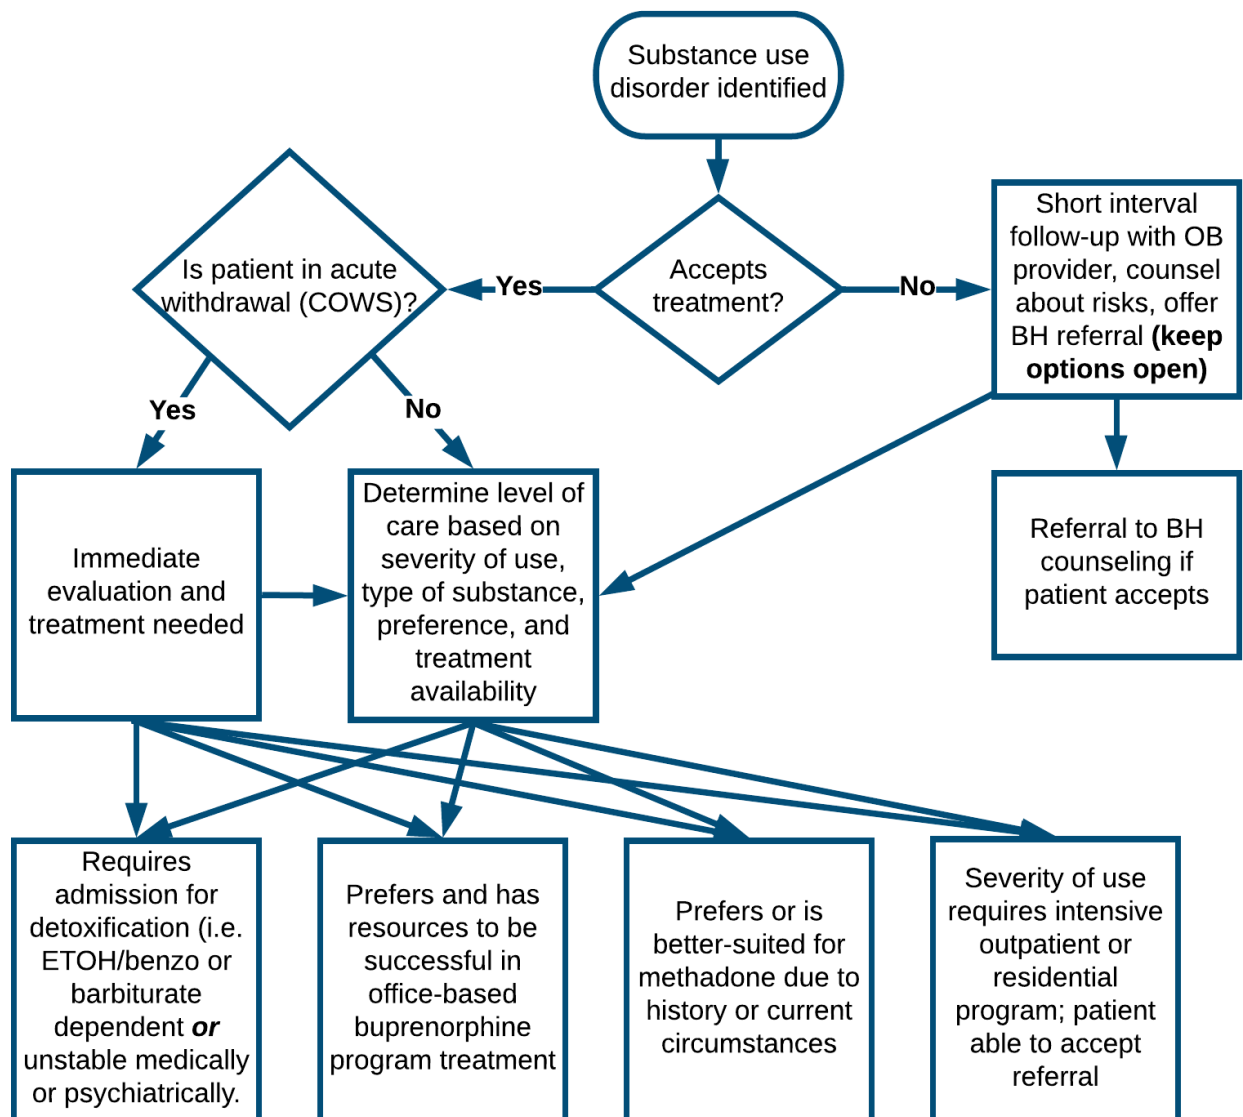 Substance use
disorder identified
Is patient in acute
withdrawal (COWS)?
Yes
Accepts
treatment?
No
Short interval
follow-up with OB
provider, counsel
about risks, offer
BH referral (keep
options open)
Yes
No
Immediate
evaluation and
treatment needed
Determine level of
care based on
severity of use,
type of substance,
preference, and
treatment
availability
Referral to BH
counseling if
patient accepts
Requires
admission for
detoxification (i.e.
ETOH/benzo or
barbiturate
dependent or
unstable medically
or psychiatrically.
Prefers and has
resources to be
successful in
office-based
buprenorphine
program treatment
Prefers or is
better-suited for
methadone due to
history or current
circumstances
Severity of use
requires intensive
outpatient or
residential
program; patient
able to accept
referral